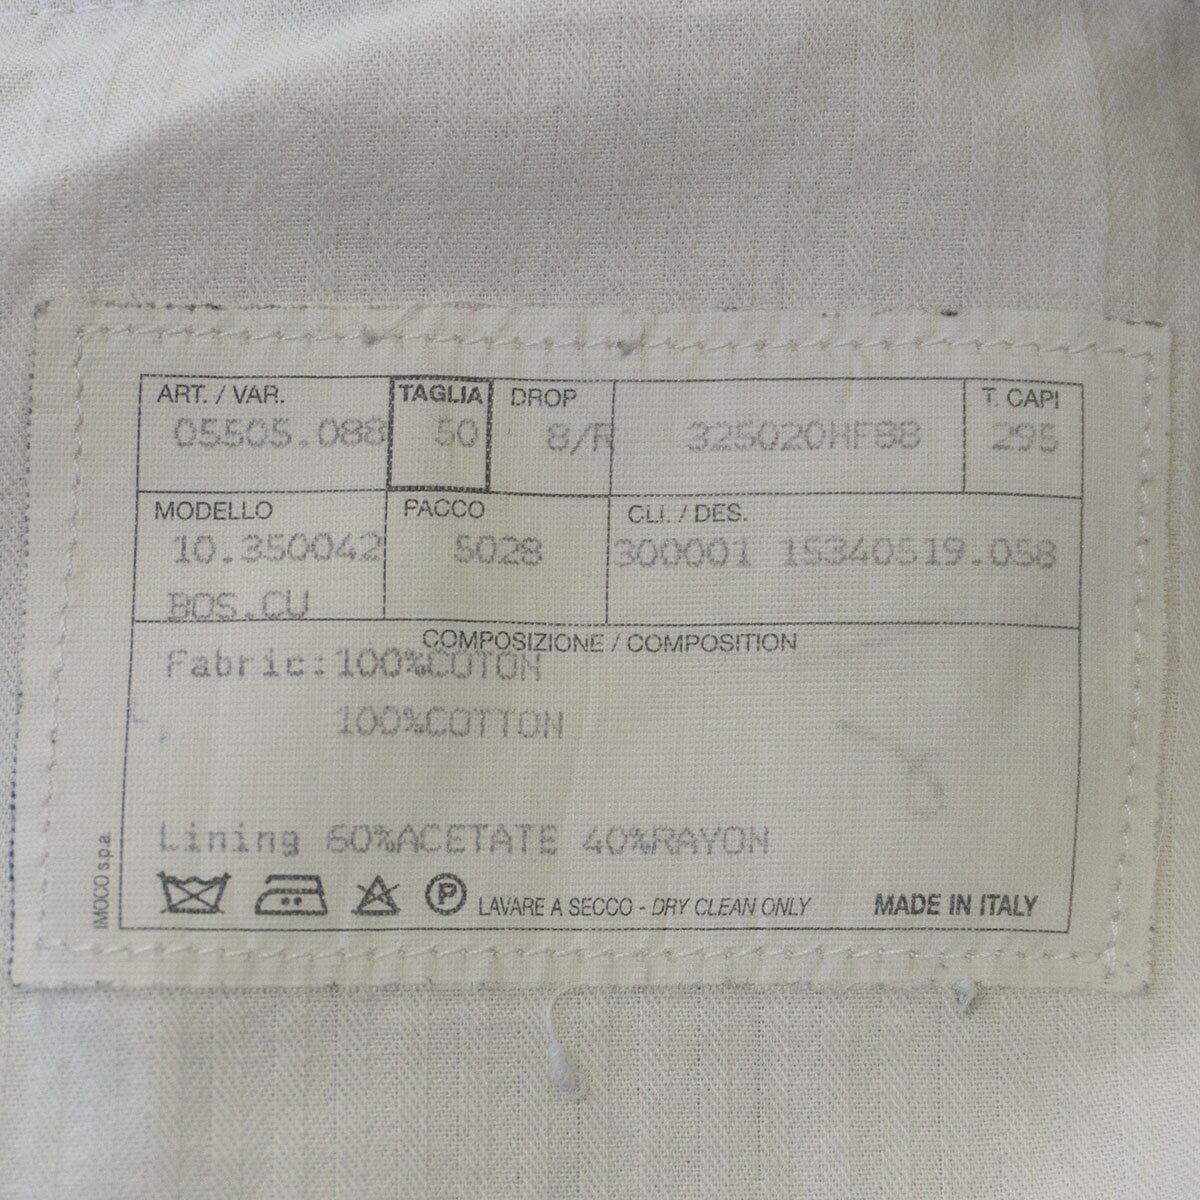 ART. / VAR. TAGLIA DROP T. CAPI
05505.088 50 8/R 325020HF88 295
MODELLO PACCO CLI. / DES.
10.350042 5028 300001 15340519.058
BOS.CU
COMPOSIZIONE / COMPOSITION
Fabric:100%COTON
100%COTTON
Lining 60%ACETATE 40%RAYON
P LAVARE A SECCO - DRY CLEAN ONLY MADE IN ITALY
IMOCO s.p.a.